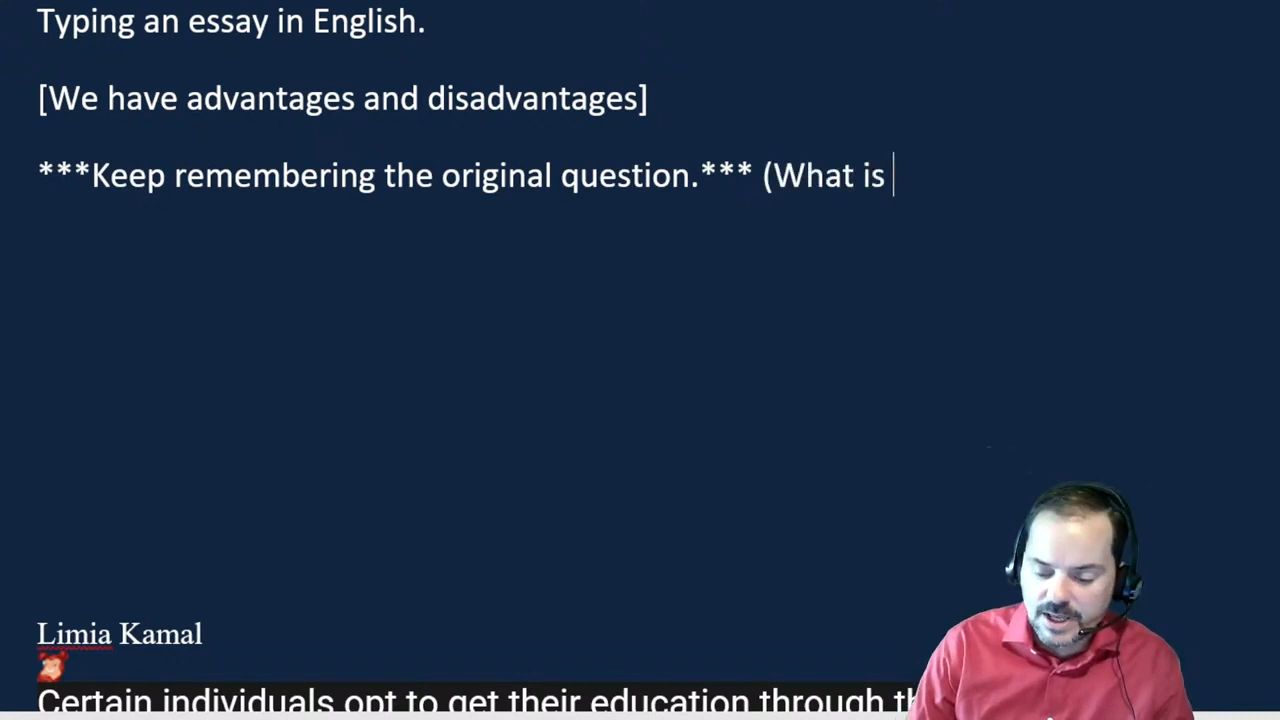 Typing an essay in English.
[We have advantages and disadvantages]
***Keep remembering the original question.*** (What is
Limia Kamal
Certain individuals opt to get their education through